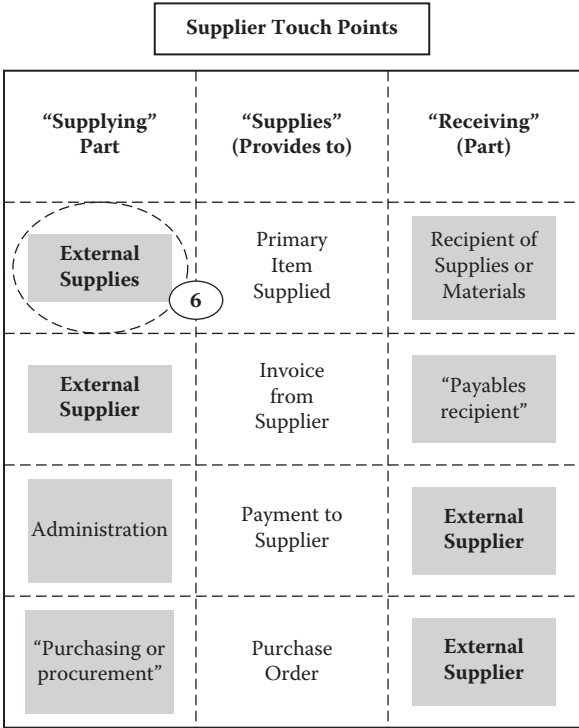 Supplier Touch Points
“Supplying”
Part
“Supplies”
(Provides to)
“Receiving”
(Part)
External
Supplies
6
Primary
Item
Supplied
Recipient of
Supplies or
Materials
External
Supplier
Invoice
from
Supplier
“Payables
recipient”
Administration
Payment to
Supplier
External
Supplier
“Purchasing or
procurement”
Purchase
Order
External
Supplier